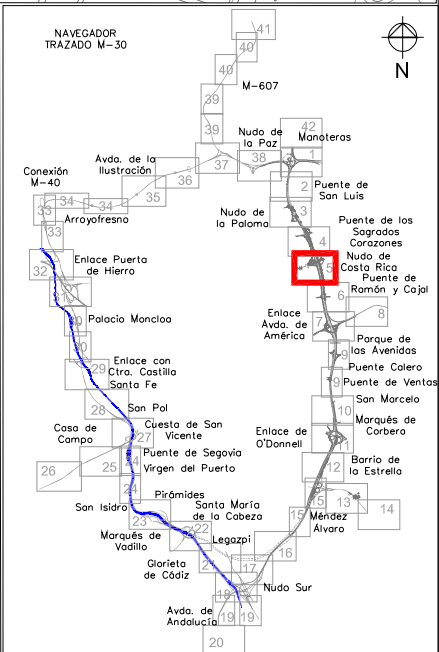 NAVEGADOR
TRAZADO M-30
N
41
40
40
M-607
39
39
42
Nudo de
la Paz
Manoteras
1
38
37
Avda. de la
Ilustración
36
35
2
Puente de
San Luis
Conexión
M-40
34
34
33
Arroyofresno
33
Nudo de
la Paloma
3
Puente de los
Sagrados
Corazones
4
Nudo de
Costa Rica
5
Puente de
Ramón y Cajal
6
32
Enlace Puerta
de Hierro
Enlace
Avda. de
América
7
8
Palacio Moncloa
Parque de
las Avenidas
9
Enlace con
Ctra. Castilla
29
Santa Fe
Puente Calero
9
Puente de Ventas
28
San Pol
San Marcelo
10
Marqués de
Corbera
Casa de
Campo
27
Cuesta de San
Vicente
Enlace de
O'Donnell
11
26
25
24
Puente de Segovia
Virgen del Puerto
Barrio de
la Estrella
12
24
Pirámides
San Isidro
23
Santa María
de la Cabeza
15
13
14
15
Méndez
Álvaro
Marqués de
Vadillo
22
Legazpi
16
Glorieta
de Cádiz
21
17
18
Nudo Sur
Avda. de
Andalucía
19
19
20